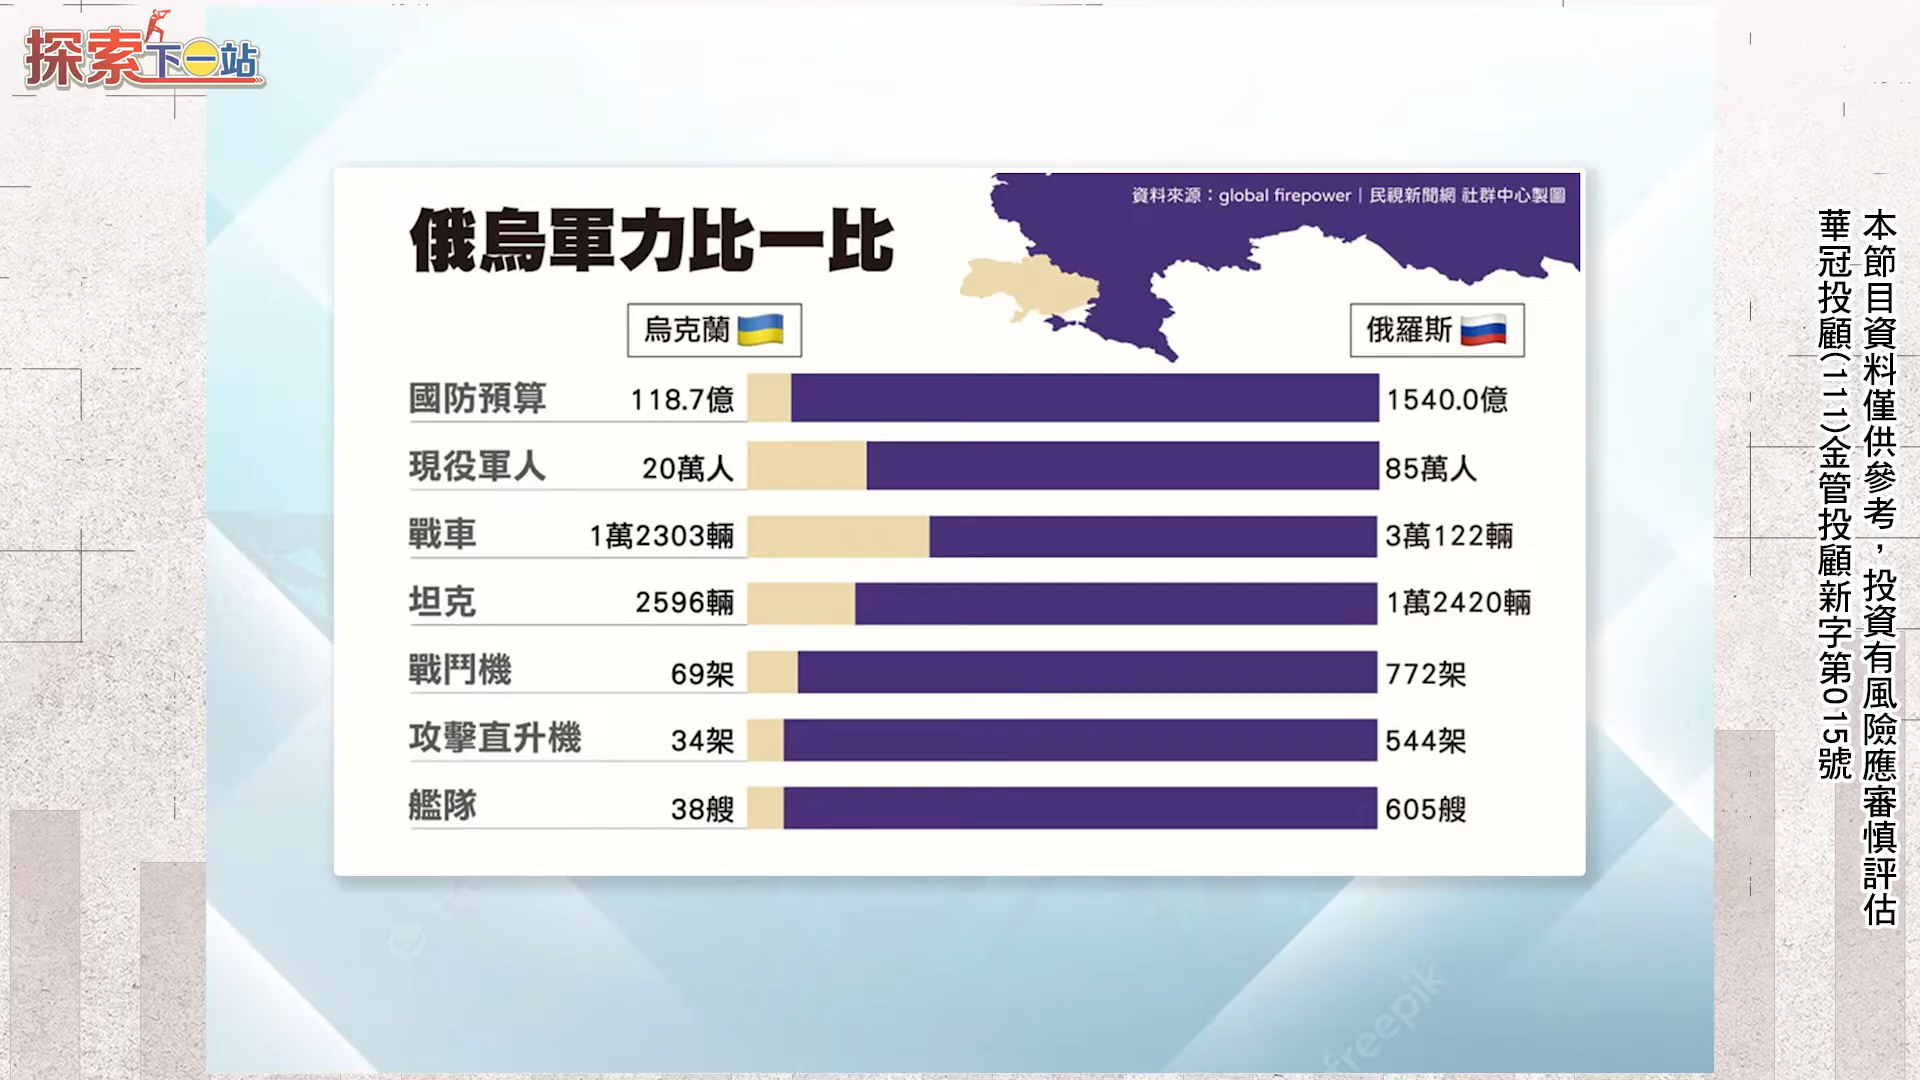 探索下一站
資料來源：global firepower｜民視新聞網 社群中心製圖
俄烏軍力比一比
烏克蘭 俄羅斯
國防預算 118.7億 1540.0億
現役軍人 20萬人 85萬人
戰車 1萬2303輛 3萬122輛
坦克 2596輛 1萬2420輛
戰鬥機 69架 772架
攻擊直升機 34架 544架
艦隊 38艘 605艘
本節目資料僅供參考，投資有風險應審慎評估
華冠投顧(111)金管投顧新字第015號
freepik